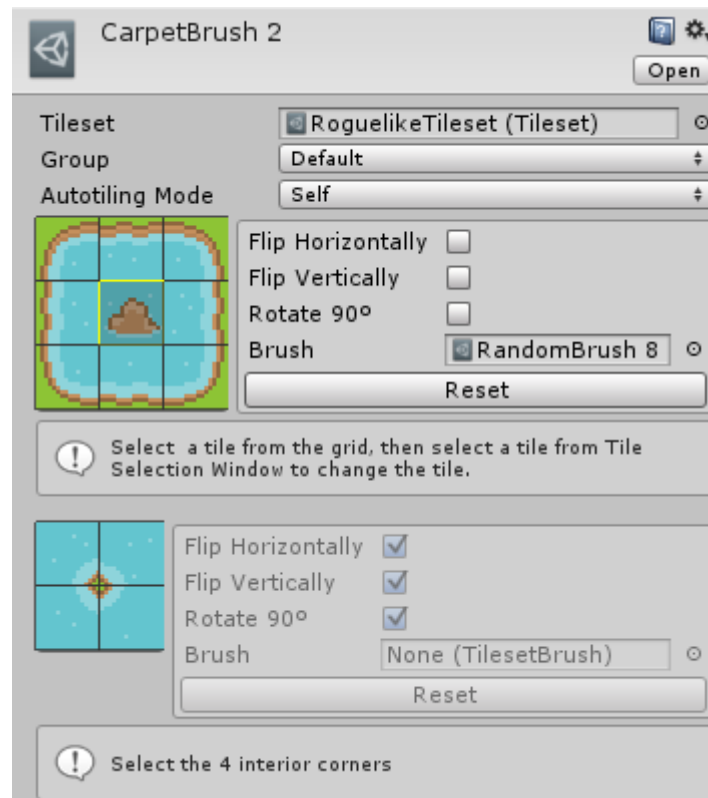 CarpetBrush 2
Open
Tileset RoguelikeTileset (Tileset)
Group Default
Autotiling Mode Self
Flip Horizontally
Flip Vertically
Rotate 90º
Brush RandomBrush 8
Reset
Select a tile from the grid, then select a tile from Tile
Selection Window to change the tile.
Flip Horizontally
Flip Vertically
Rotate 90º
Brush None (TilesetBrush)
Reset
Select the 4 interior corners